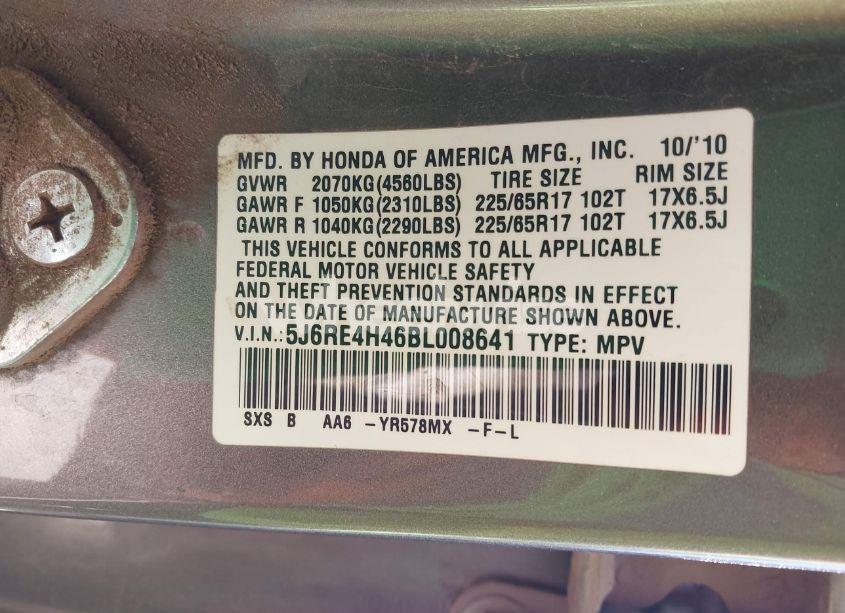 MFD. BY HONDA OF AMERICA MFG., INC. 10/'10
GVWR 2070KG(4560LBS) TIRE SIZE RIM SIZE
GAWR F 1050KG(2310LBS) 225/65R17 102T 17X6.5J
GAWR R 1040KG(2290LBS) 225/65R17 102T 17X6.5J
THIS VEHICLE CONFORMS TO ALL APPLICABLE
FEDERAL MOTOR VEHICLE SAFETY
AND THEFT PREVENTION STANDARDS IN EFFECT
ON THE DATE OF MANUFACTURE SHOWN ABOVE.
V.I.N.:5J6RE4H46BL008641 TYPE: MPV
SXS B AA6 -YR578MX -F-L